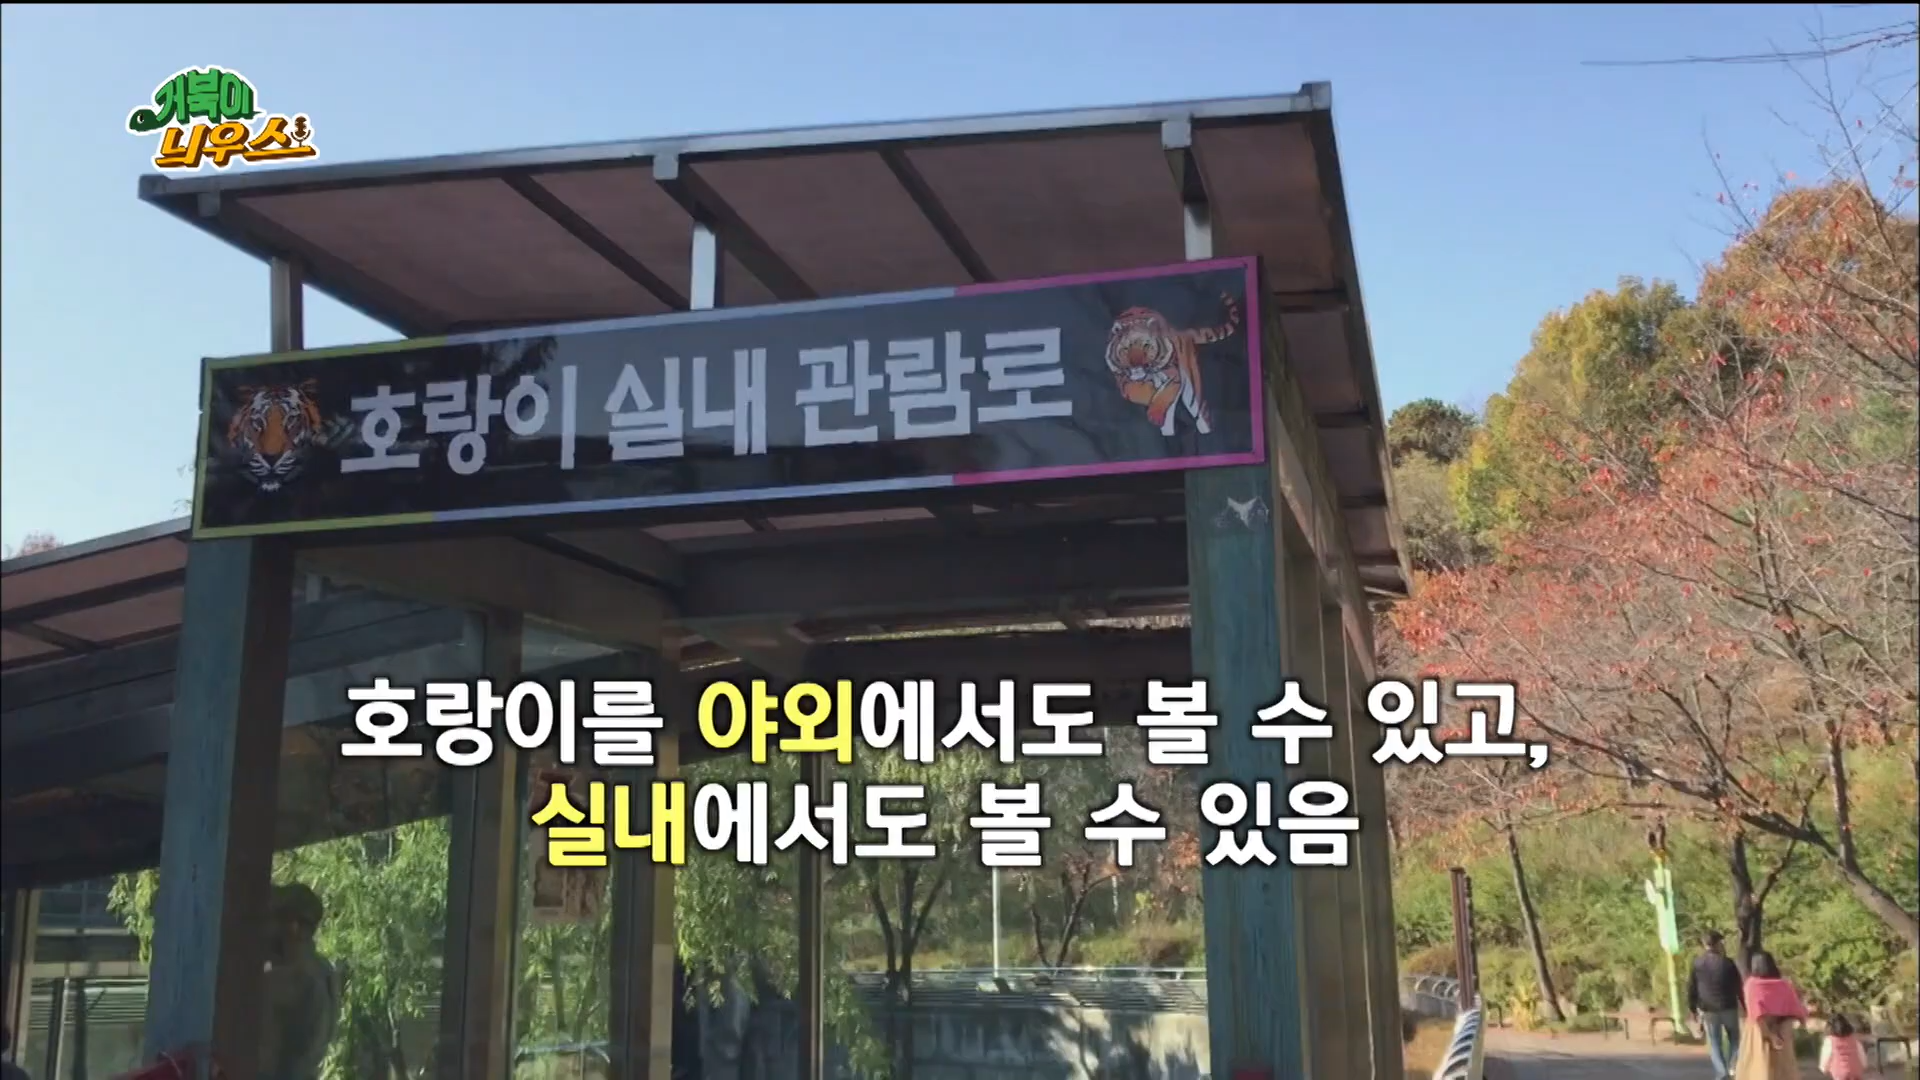 거북이
늬우스
호랑이 실내 관람로
호랑이를 야외에서도 볼 수 있고,
실내에서도 볼 수 있음